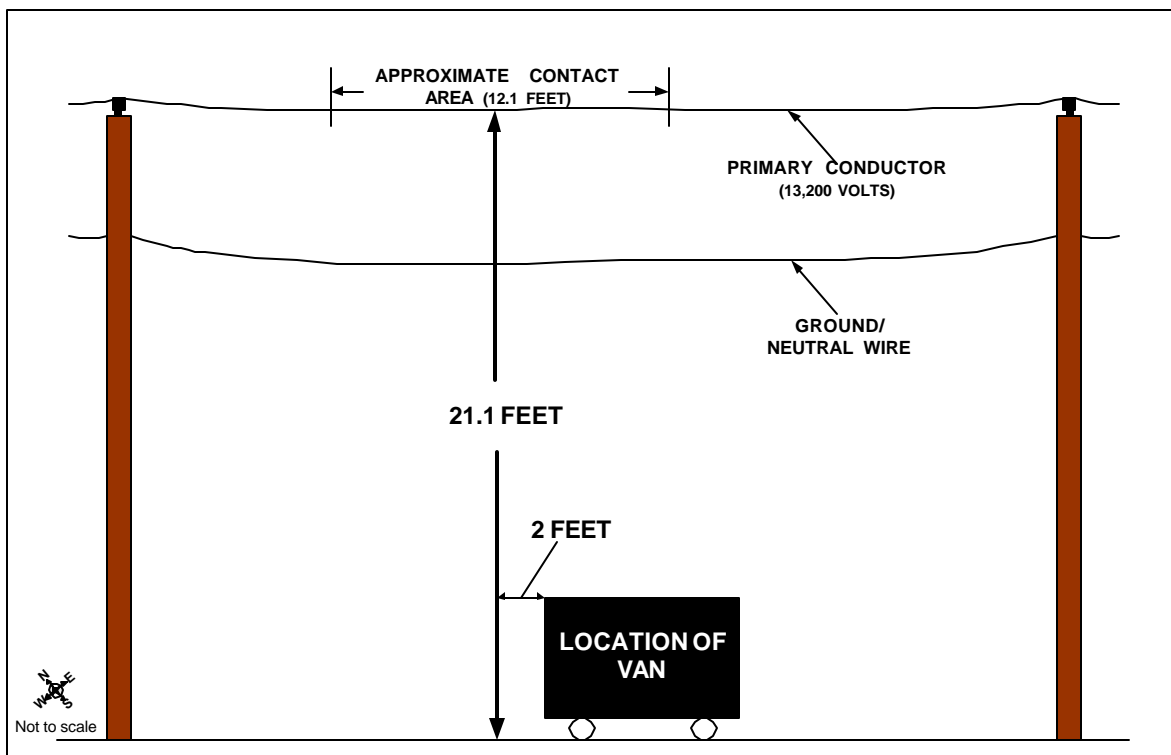 APPROXIMATE CONTACT
AREA (12.1 FEET)
PRIMARY CONDUCTOR
(13,200 VOLTS)
GROUND/
NEUTRAL WIRE
21.1 FEET
2 FEET
LOCATION OF
VAN
N
E
W
S
Not to scale